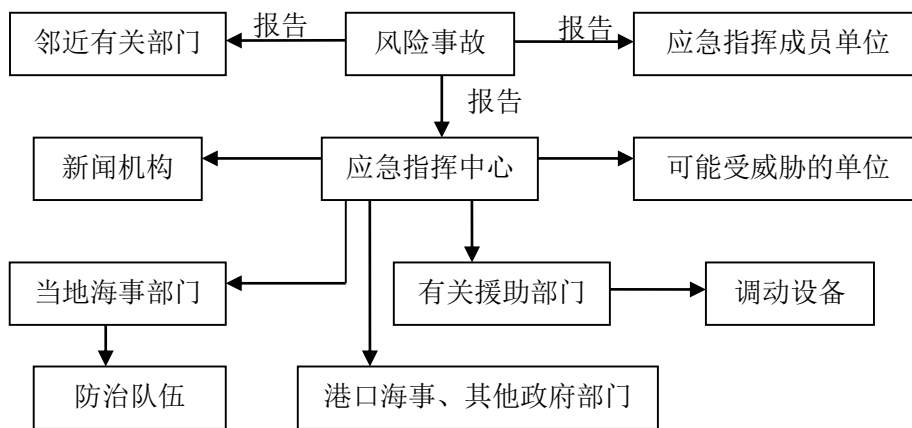 报告
报告
邻近有关部门
风险事故
应急指挥成员单位
报告
新闻机构
应急指挥中心
可能受威胁的单位
当地海事部门
有关援助部门
调动设备
防治队伍
港口海事、其他政府部门